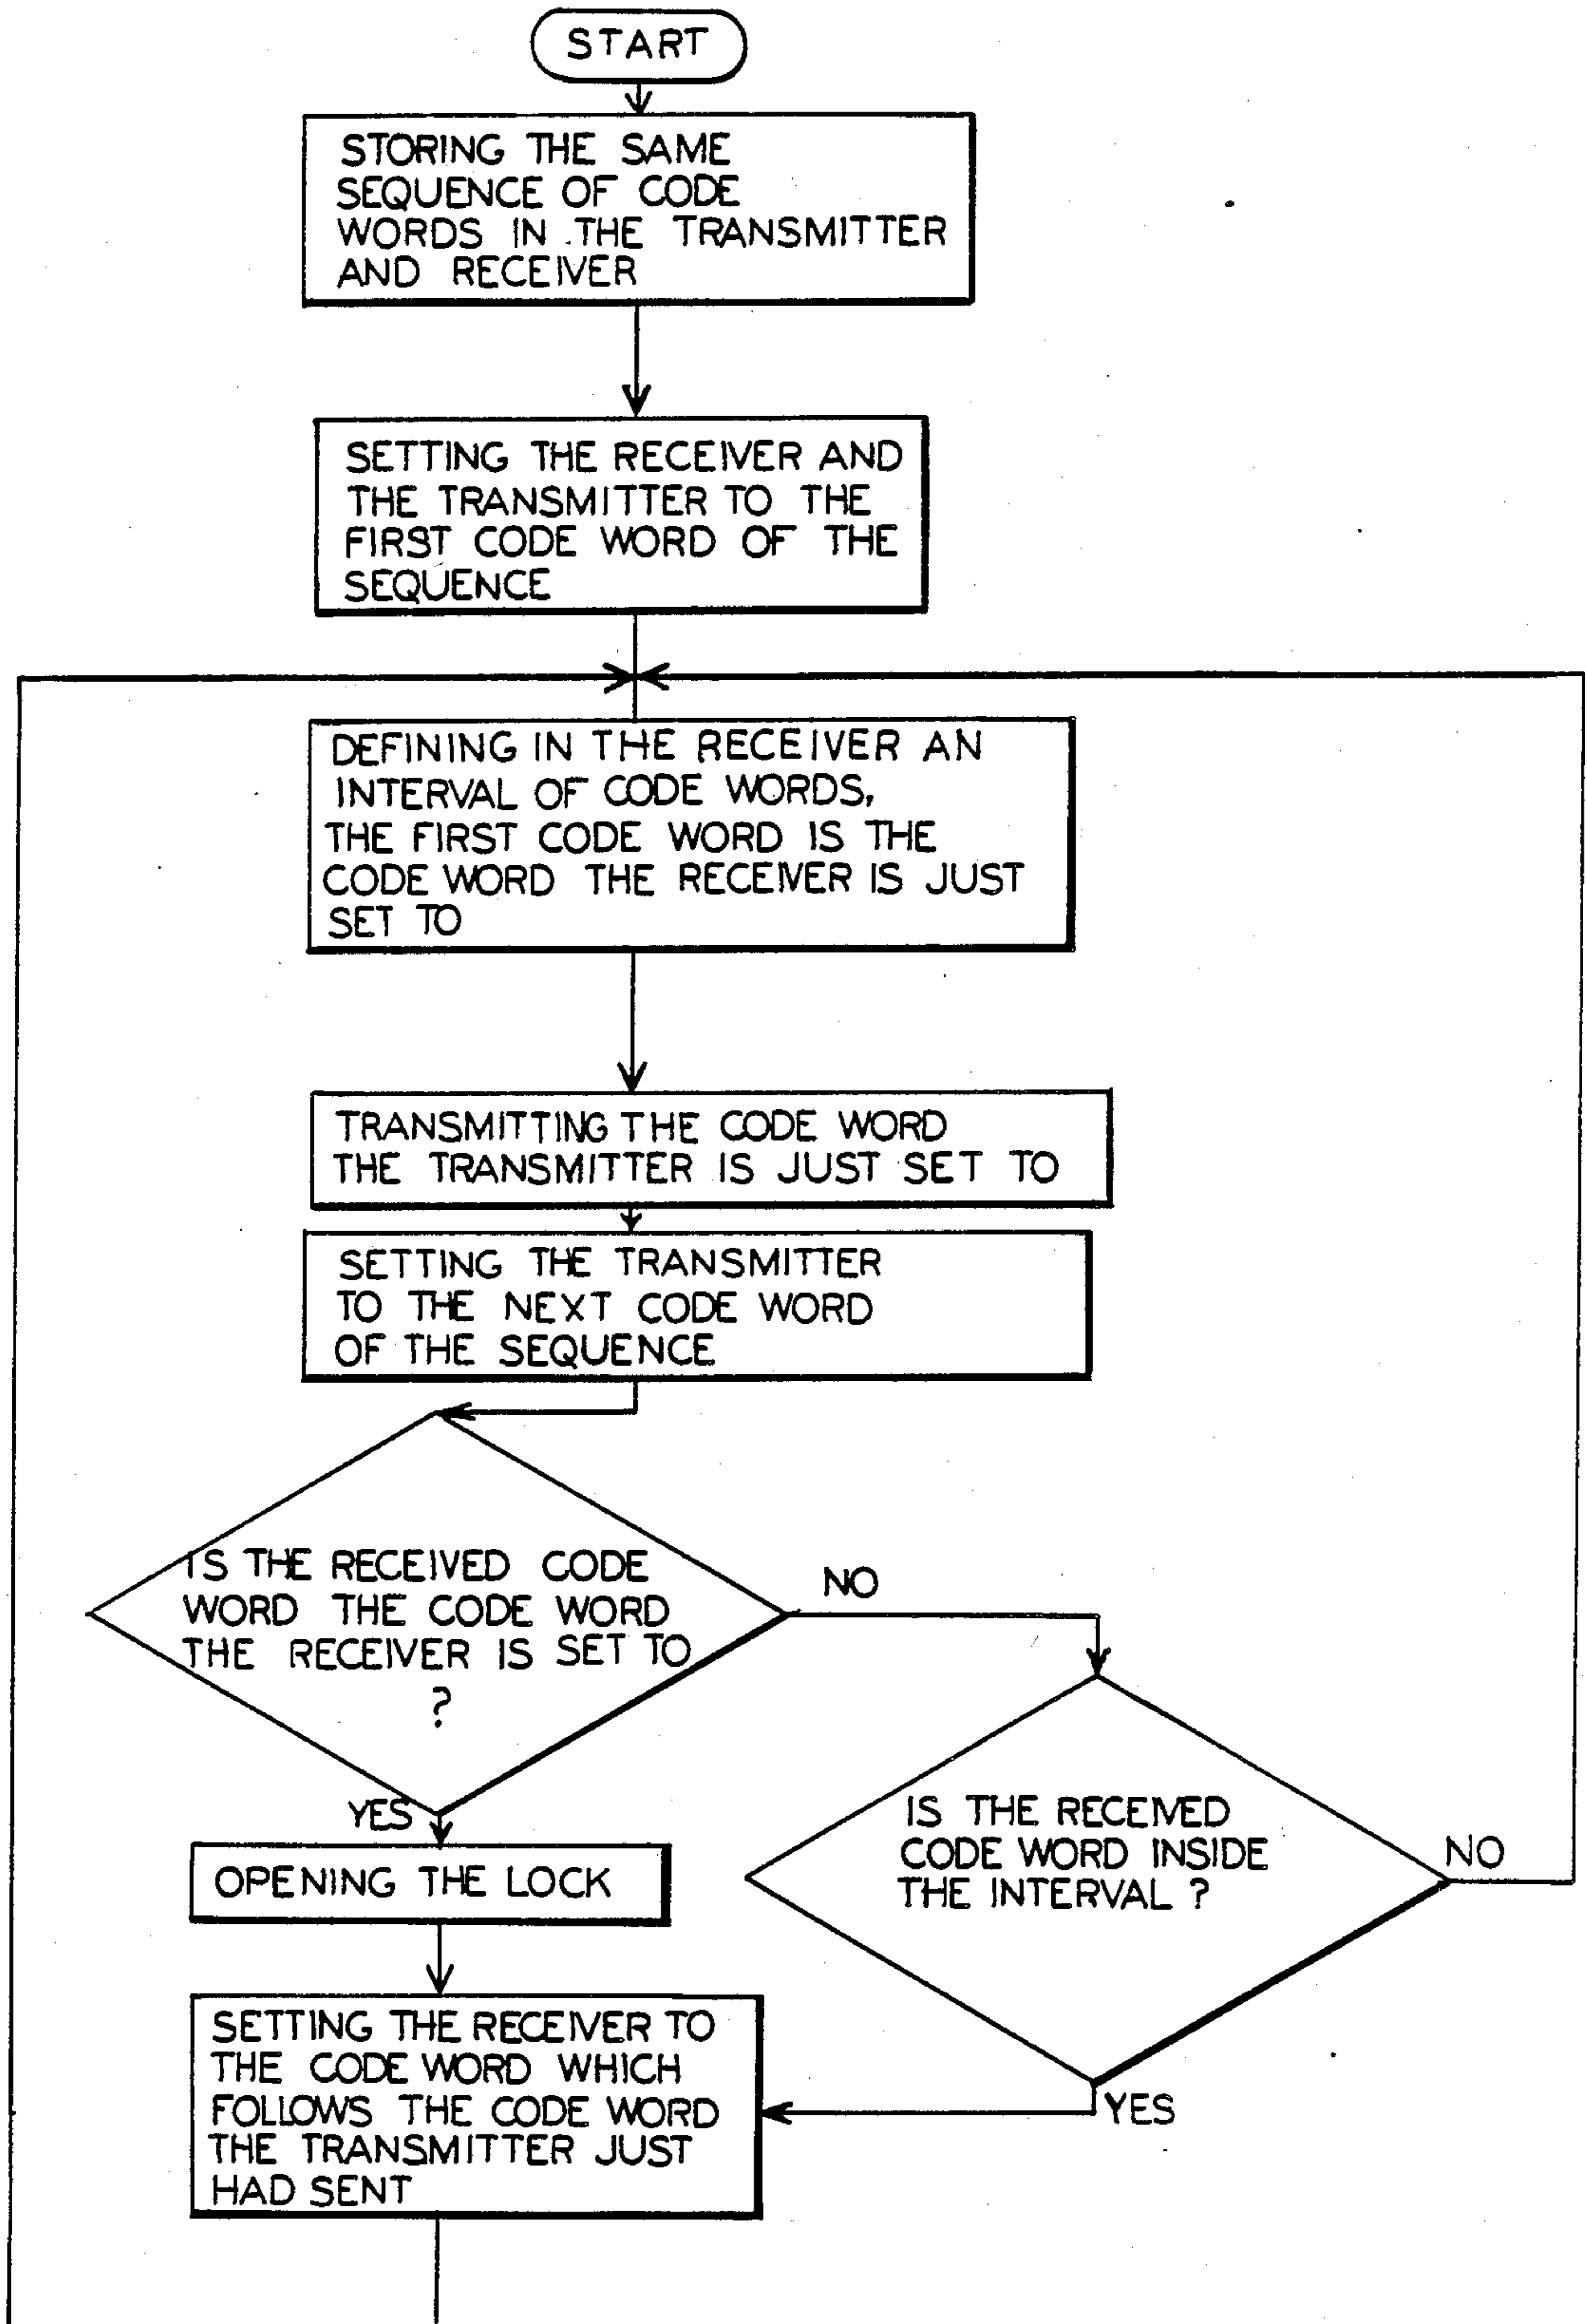 START
STORING THE SAME
SEQUENCE OF CODE
WORDS IN THE TRANSMITTER
AND RECEIVER
SETTING THE RECEIVER AND
THE TRANSMITTER TO THE
FIRST CODE WORD OF THE
SEQUENCE
DEFINING IN THE RECEIVER AN
INTERVAL OF CODE WORDS,
THE FIRST CODE WORD IS THE
CODE WORD THE RECEIVER IS JUST
SET TO
TRANSMITTING THE CODE WORD
THE TRANSMITTER IS JUST SET TO
SETTING THE TRANSMITTER
TO THE NEXT CODE WORD
OF THE SEQUENCE
IS THE RECEIVED CODE
WORD THE CODE WORD
THE RECEIVER IS SET TO
?
NO
YES
IS THE RECEIVED
CODE WORD INSIDE
THE INTERVAL ?
NO
YES
OPENING THE LOCK
SETTING THE RECEIVER TO
THE CODE WORD WHICH
FOLLOWS THE CODE WORD
THE TRANSMITTER JUST
HAD SENT